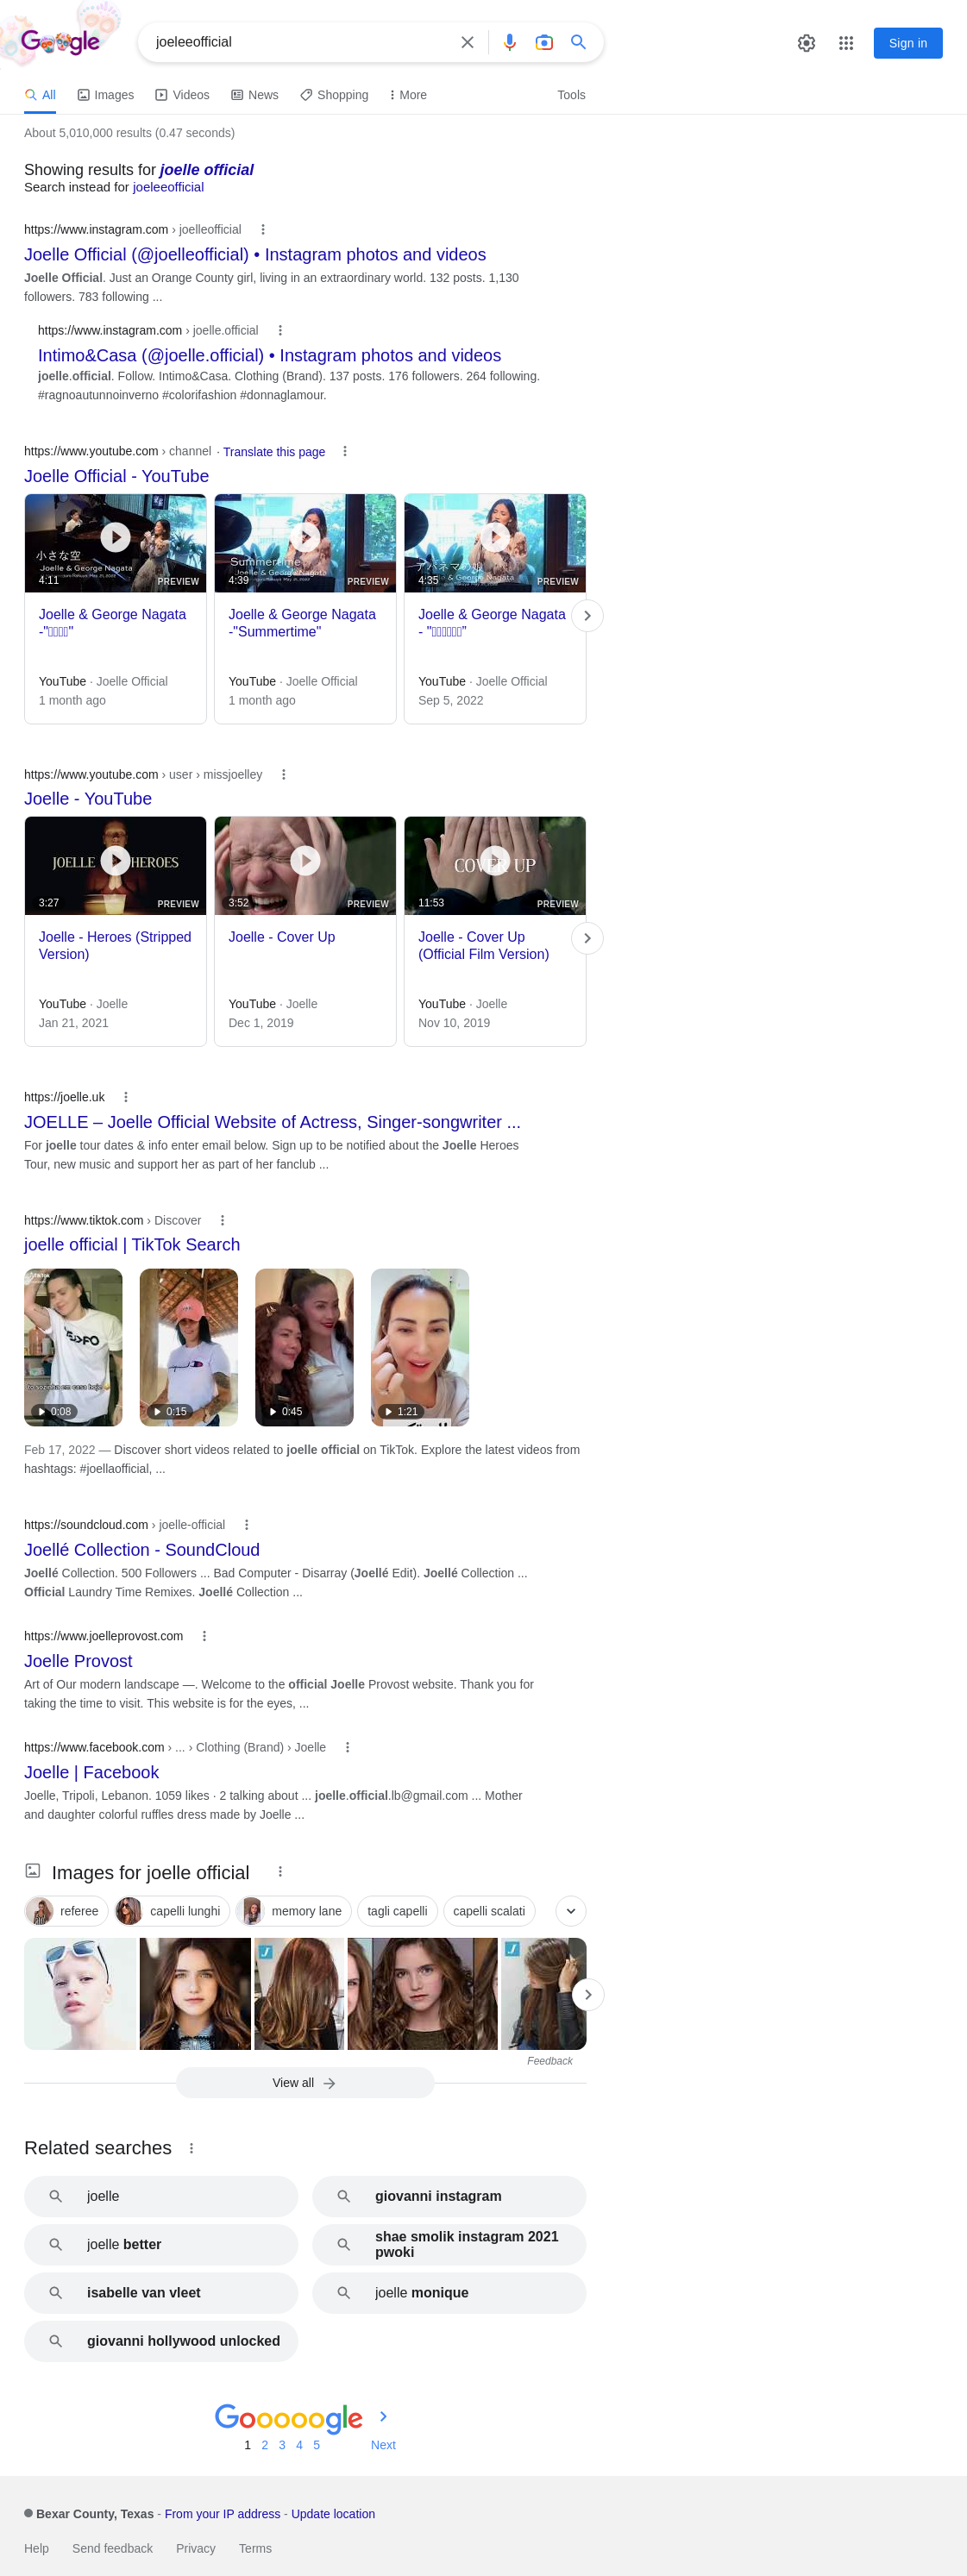 Google
joeleeofficial
Sign in
All
Images
Videos
News
Shopping
More
Tools
About 5,010,000 results (0.47 seconds)
Showing results for joelle official
Search instead for joeleeofficial
https://www.instagram.com › joelleofficial
Joelle Official (@joelleofficial) • Instagram photos and videos
Joelle Official. Just an Orange County girl, living in an extraordinary world. 132 posts. 1,130
followers. 783 following ...
https://www.instagram.com › joelle.official
Intimo&Casa (@joelle.official) • Instagram photos and videos
joelle.official. Follow. Intimo&Casa. Clothing (Brand). 137 posts. 176 followers. 264 following.
#ragnoautunnoinverno #colorifashion #donnaglamour.
https://www.youtube.com › channel · Translate this page
Joelle Official - YouTube
小さな空
Joelle & George Nagata
4:11
PREVIEW
Summertime
Joelle & George Nagata
4:39
PREVIEW
& George Nagata
4:35
PREVIEW
Joelle & George Nagata
-"▯▯▯▯"
YouTube · Joelle Official
1 month ago
Joelle & George Nagata
-"Summertime"
YouTube · Joelle Official
1 month ago
Joelle & George Nagata
- "▯▯▯▯▯▯"
YouTube · Joelle Official
Sep 5, 2022
https://www.youtube.com › user › missjoelley
Joelle - YouTube
JOELLE HEROES
3:27
PREVIEW
3:52
PREVIEW
COVER UP
11:53
PREVIEW
Joelle - Heroes (Stripped
Version)
YouTube · Joelle
Jan 21, 2021
Joelle - Cover Up
YouTube · Joelle
Dec 1, 2019
Joelle - Cover Up
(Official Film Version)
YouTube · Joelle
Nov 10, 2019
https://joelle.uk
JOELLE – Joelle Official Website of Actress, Singer-songwriter ...
For joelle tour dates & info enter email below. Sign up to be notified about the Joelle Heroes
Tour, new music and support her as part of her fanclub ...
https://www.tiktok.com › Discover
joelle official | TikTok Search
to sozinha em casa hoje
0:08
0:15
0:45
1:21
Feb 17, 2022 — Discover short videos related to joelle official on TikTok. Explore the latest videos from
hashtags: #joellaofficial, ...
https://soundcloud.com › joelle-official
Joellé Collection - SoundCloud
Joellé Collection. 500 Followers ... Bad Computer - Disarray (Joellé Edit). Joellé Collection ...
Official Laundry Time Remixes. Joellé Collection ...
https://www.joelleprovost.com
Joelle Provost
Art of Our modern landscape —. Welcome to the official Joelle Provost website. Thank you for
taking the time to visit. This website is for the eyes, ...
https://www.facebook.com › ... › Clothing (Brand) › Joelle
Joelle | Facebook
Joelle, Tripoli, Lebanon. 1059 likes · 2 talking about ... joelle.official.lb@gmail.com ... Mother
and daughter colorful ruffles dress made by Joelle ...
Images for joelle official
referee
capelli lunghi
memory lane
tagli capelli
capelli scalati
Feedback
View all
Related searches
joelle
giovanni instagram
joelle better
shae smolik instagram 2021
pwoki
isabelle van vleet
joelle monique
giovanni hollywood unlocked
Gooooogle
1 2 3 4 5 Next
Bexar County, Texas - From your IP address - Update location
Help
Send feedback
Privacy
Terms